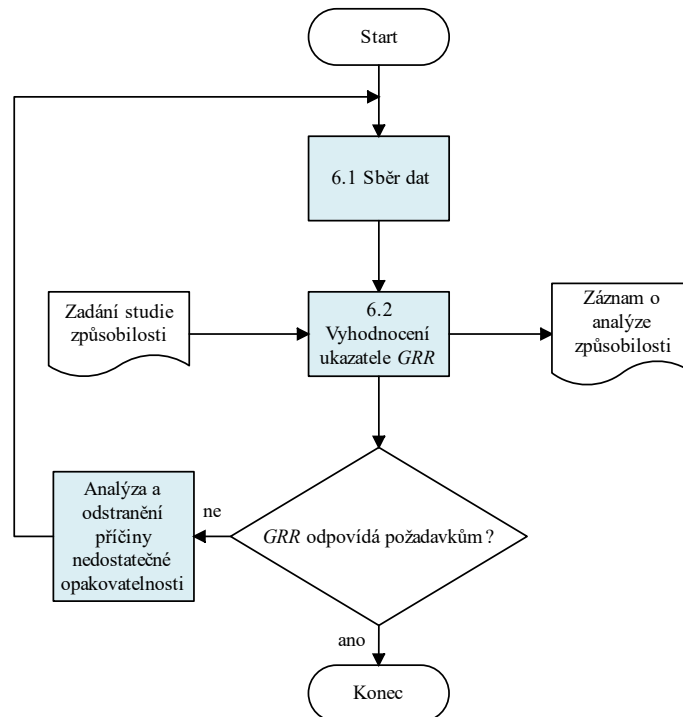 Start
6.1 Sběr dat
Zadání studie
způsobilosti
6.2
Vyhodnocení
ukazatele GRR
Záznam o
analýze
způsobilosti
Analýza a
odstranění
příčiny
nedostatečné
opakovatelnosti
ne
GRR odpovídá požadavkům?
ano
Konec